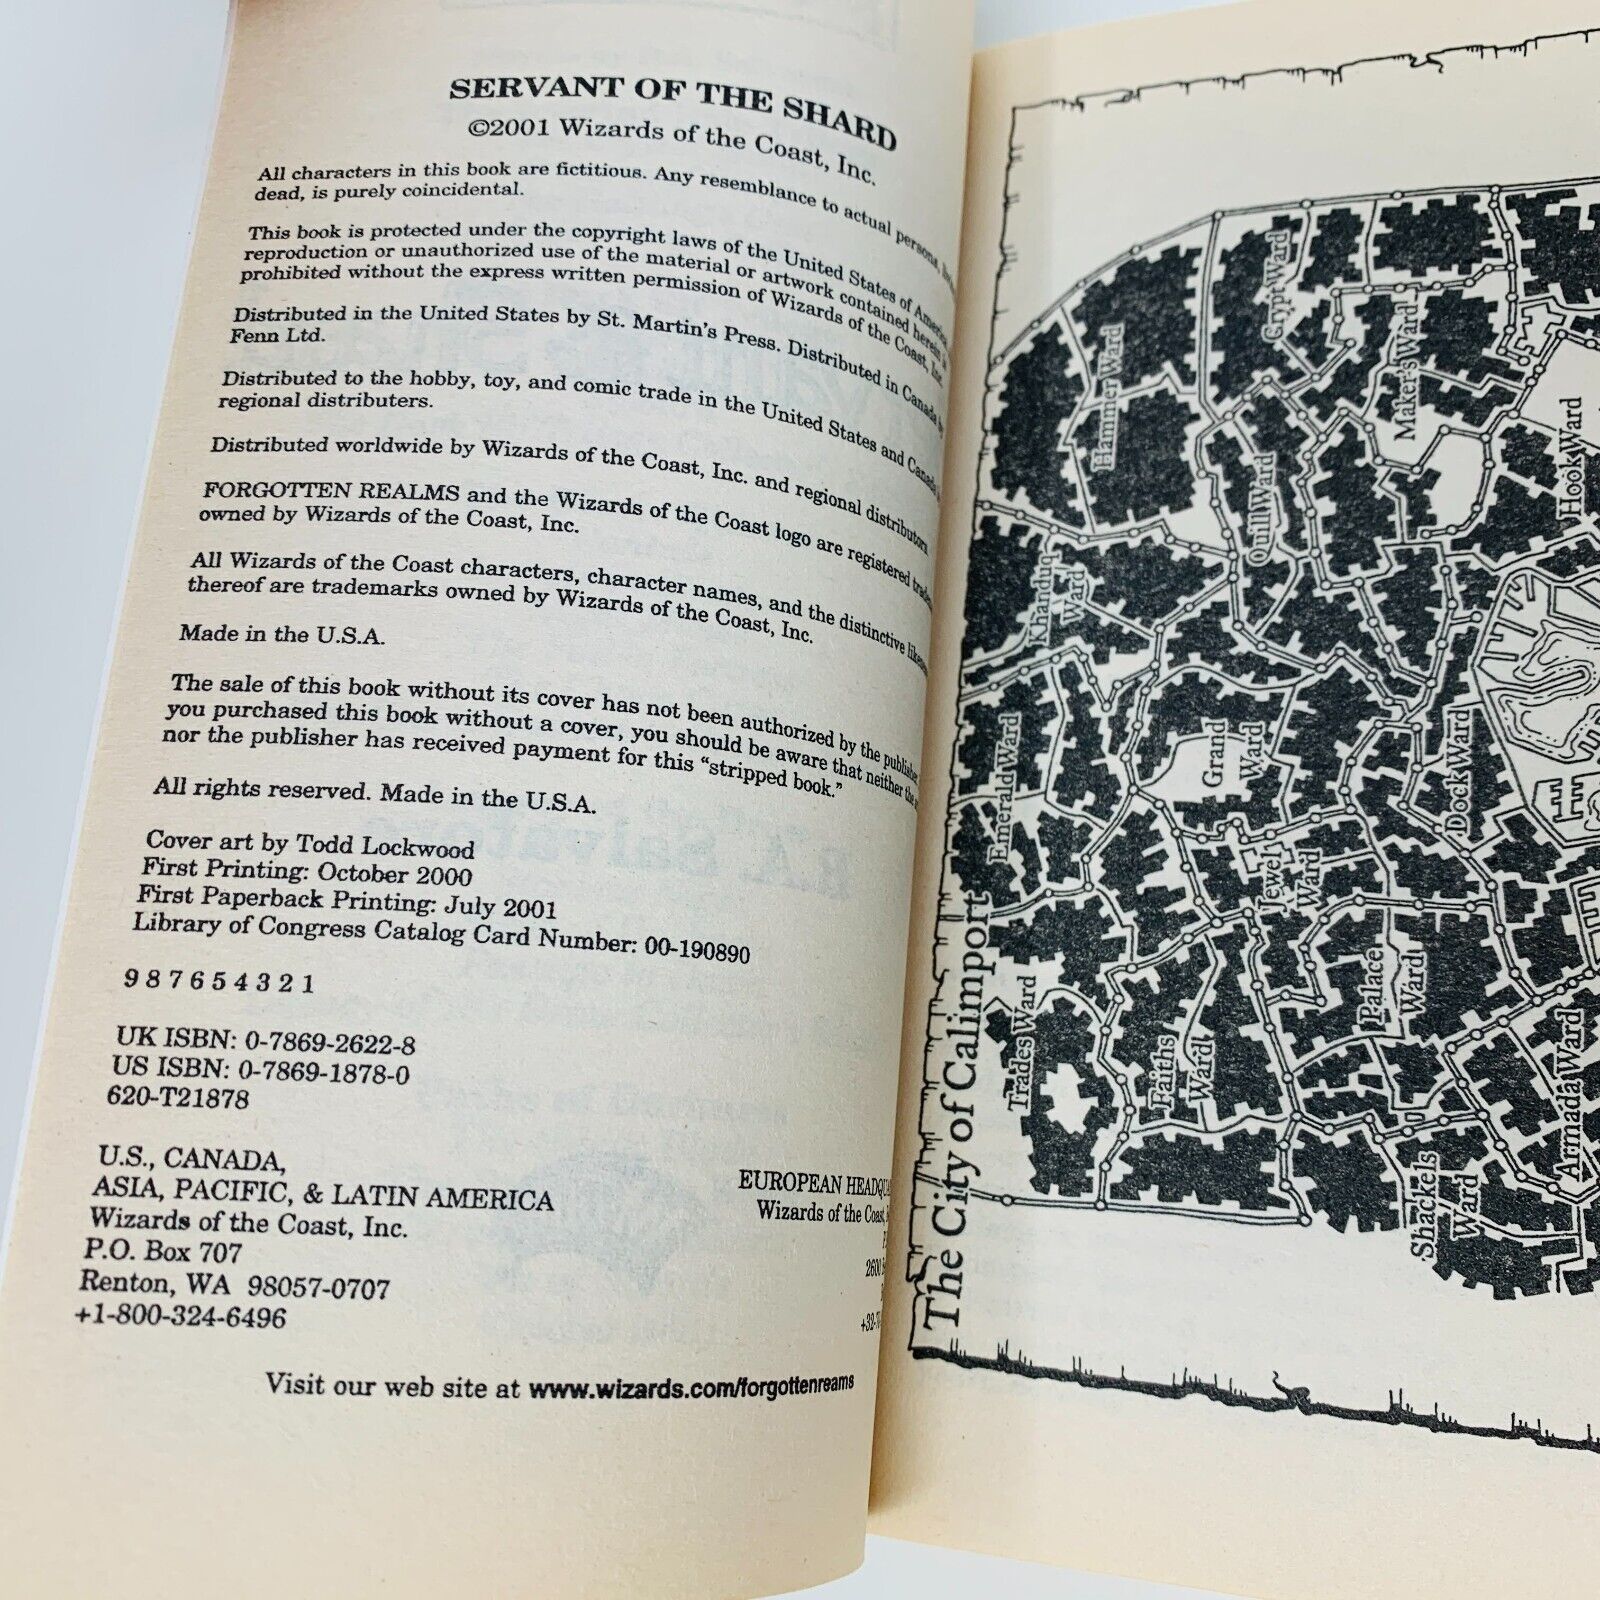 SERVANT OF THE SHARD
©2001 Wizards of the Coast, Inc.
All characters in this book are fictitious. Any resemblance to actual persons,
dead, is purely coincidental.
This book is protected under the copyright laws of the United States of America
reproduction or unauthorized use of the material or artwork contained herein is
prohibited without the express written permission of Wizards of the Coast, Inc.
Distributed in the United States by St. Martin's Press. Distributed in Canada by
Fenn Ltd.
Distributed to the hobby, toy, and comic trade in the United States and Canada
regional distributers.
Distributed worldwide by Wizards of the Coast, Inc. and regional distributors
FORGOTTEN REALMS and the Wizards of the Coast logo are registered
owned by Wizards of the Coast, Inc.
All Wizards of the Coast characters, character names, and the distinctive
thereof are trademarks owned by Wizards of the Coast, Inc.
Made in the U.S.A.
The sale of this book without its cover has not been authorized by the publisher
you purchased this book without a cover, you should be aware that neither the
nor the publisher has received payment for this "stripped book."
All rights reserved. Made in the U.S.A.
Cover art by Todd Lockwood
First Printing: October 2000
First Paperback Printing: July 2001
Library of Congress Catalog Card Number: 00-190890
9 8 7 6 5 4 3 2 1
UK ISBN: 0-7869-2622-8
US ISBN: 0-7869-1878-0
620-T21878
U.S., CANADA,
ASIA, PACIFIC, & LATIN AMERICA
Wizards of the Coast, Inc.
P.O. Box 707
Renton, WA 98057-0707
+1-800-324-6496
EUROPEAN
Wizards of the Coast,
2600
Visit our web site at www.wizards.com/forgottenreams
The City of Calimport
Hammer Ward
Crypt Ward
Maker's Ward
Hook Ward
Quill Ward
Khanduq
Ward
Emerald Ward
Grand
Ward
Dock Ward
Jewel
Ward
Trades Ward
Faiths
Ward
Palace
Ward
Armada Ward
Shackels
Ward